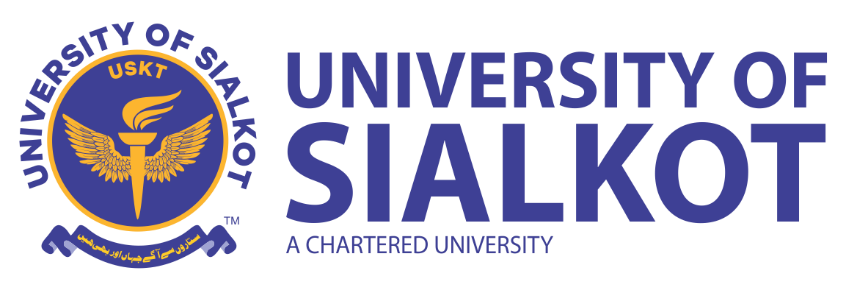 UNIVERSITY OF SIALKOT
USKT
TM
ستاروں سے آگے جہاں اور بھی ہیں
UNIVERSITY OF
SIALKOT
A CHARTERED UNIVERSITY